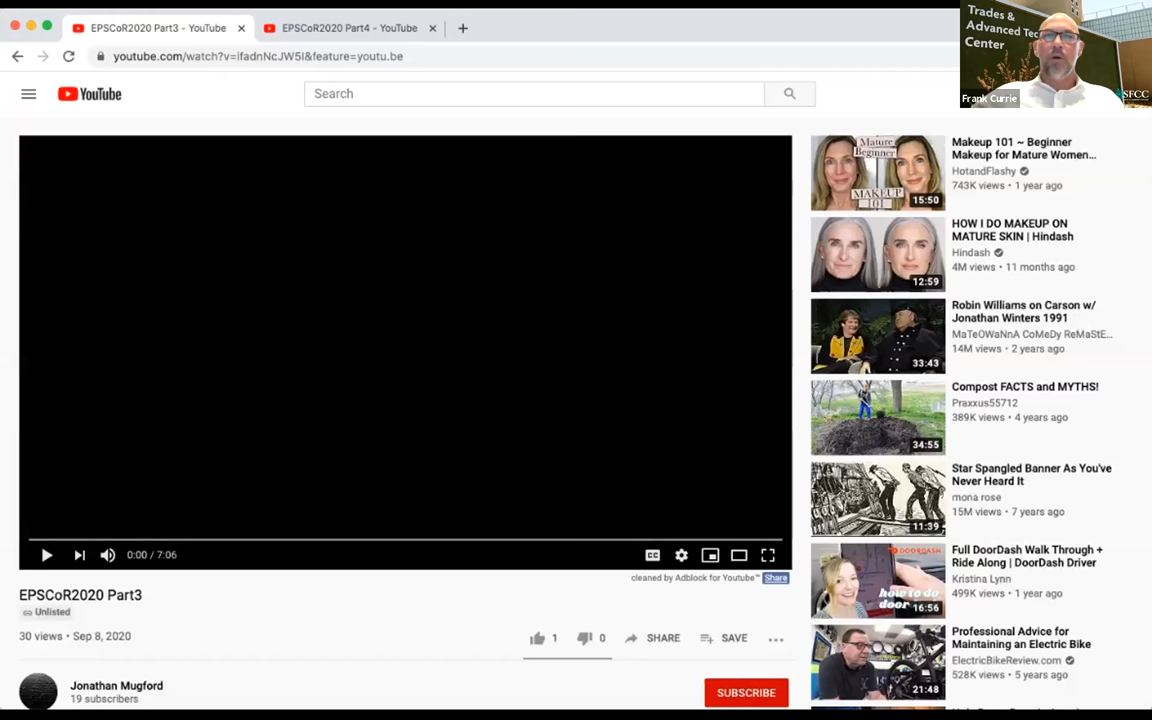 EPSCoR2020 Part3 - YouTube
EPSCoR2020 Part4 - YouTube
youtube.com/watch?v=ifadnNcJW5I&feature=youtu.be
Trades &
Advanced Tec
Center
Frank Currie
SFCC
YouTube
Search
Mature
Beginner
MAKEUP
101
15:50
Makeup 101 ~ Beginner
Makeup for Mature Women...
HotandFlashy
743K views • 1 year ago
12:59
HOW I DO MAKEUP ON
MATURE SKIN | Hindash
Hindash
4M views • 11 months ago
33:43
Robin Williams on Carson w/
Jonathan Winters 1991
MaTeOWaNnA CoMeDy ReMaStE...
14M views • 2 years ago
34:55
Compost FACTS and MYTHS!
Praxxus55712
389K views • 4 years ago
11:39
Star Spangled Banner As You've
Never Heard It
mona rose
15M views • 7 years ago
DOORDASH
how to do
door
16:56
Full DoorDash Walk Through +
Ride Along | DoorDash Driver
Kristina Lynn
499K views • 1 year ago
21:48
Professional Advice for
Maintaining an Electric Bike
ElectricBikeReview.com
528K views • 5 years ago
0:00 / 7:06
CC
cleaned by Adblock for Youtube™ Share
EPSCoR2020 Part3
Unlisted
30 views • Sep 8, 2020
1
0
SHARE
SAVE
Jonathan Mugford
19 subscribers
SUBSCRIBE